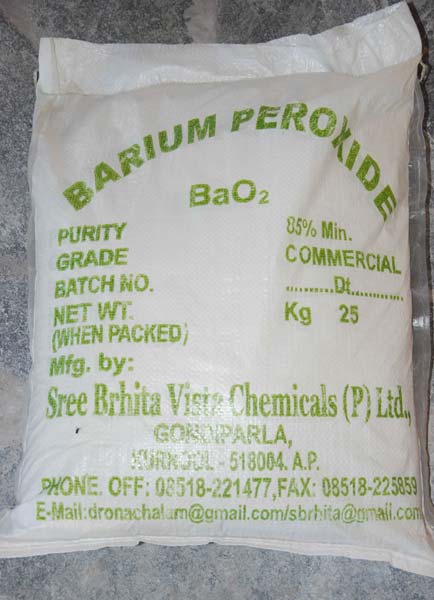 BARIUM PEROXIDE
BaO₂
PURITY 85% Min.
GRADE COMMERCIAL
BATCH NO. ................Dt..............
NET WT. Kg 25
(WHEN PACKED)
Mfg. by:
Sree Brhita Vista Chemicals (P) Ltd.,
GONDIPARLA,
KURNOOL - 518004. A.P.
PHONE. OFF: 08518-221477,FAX: 08518-225859
E-Mail:dronachalam@gmail.com/sbrhita@gmail.com